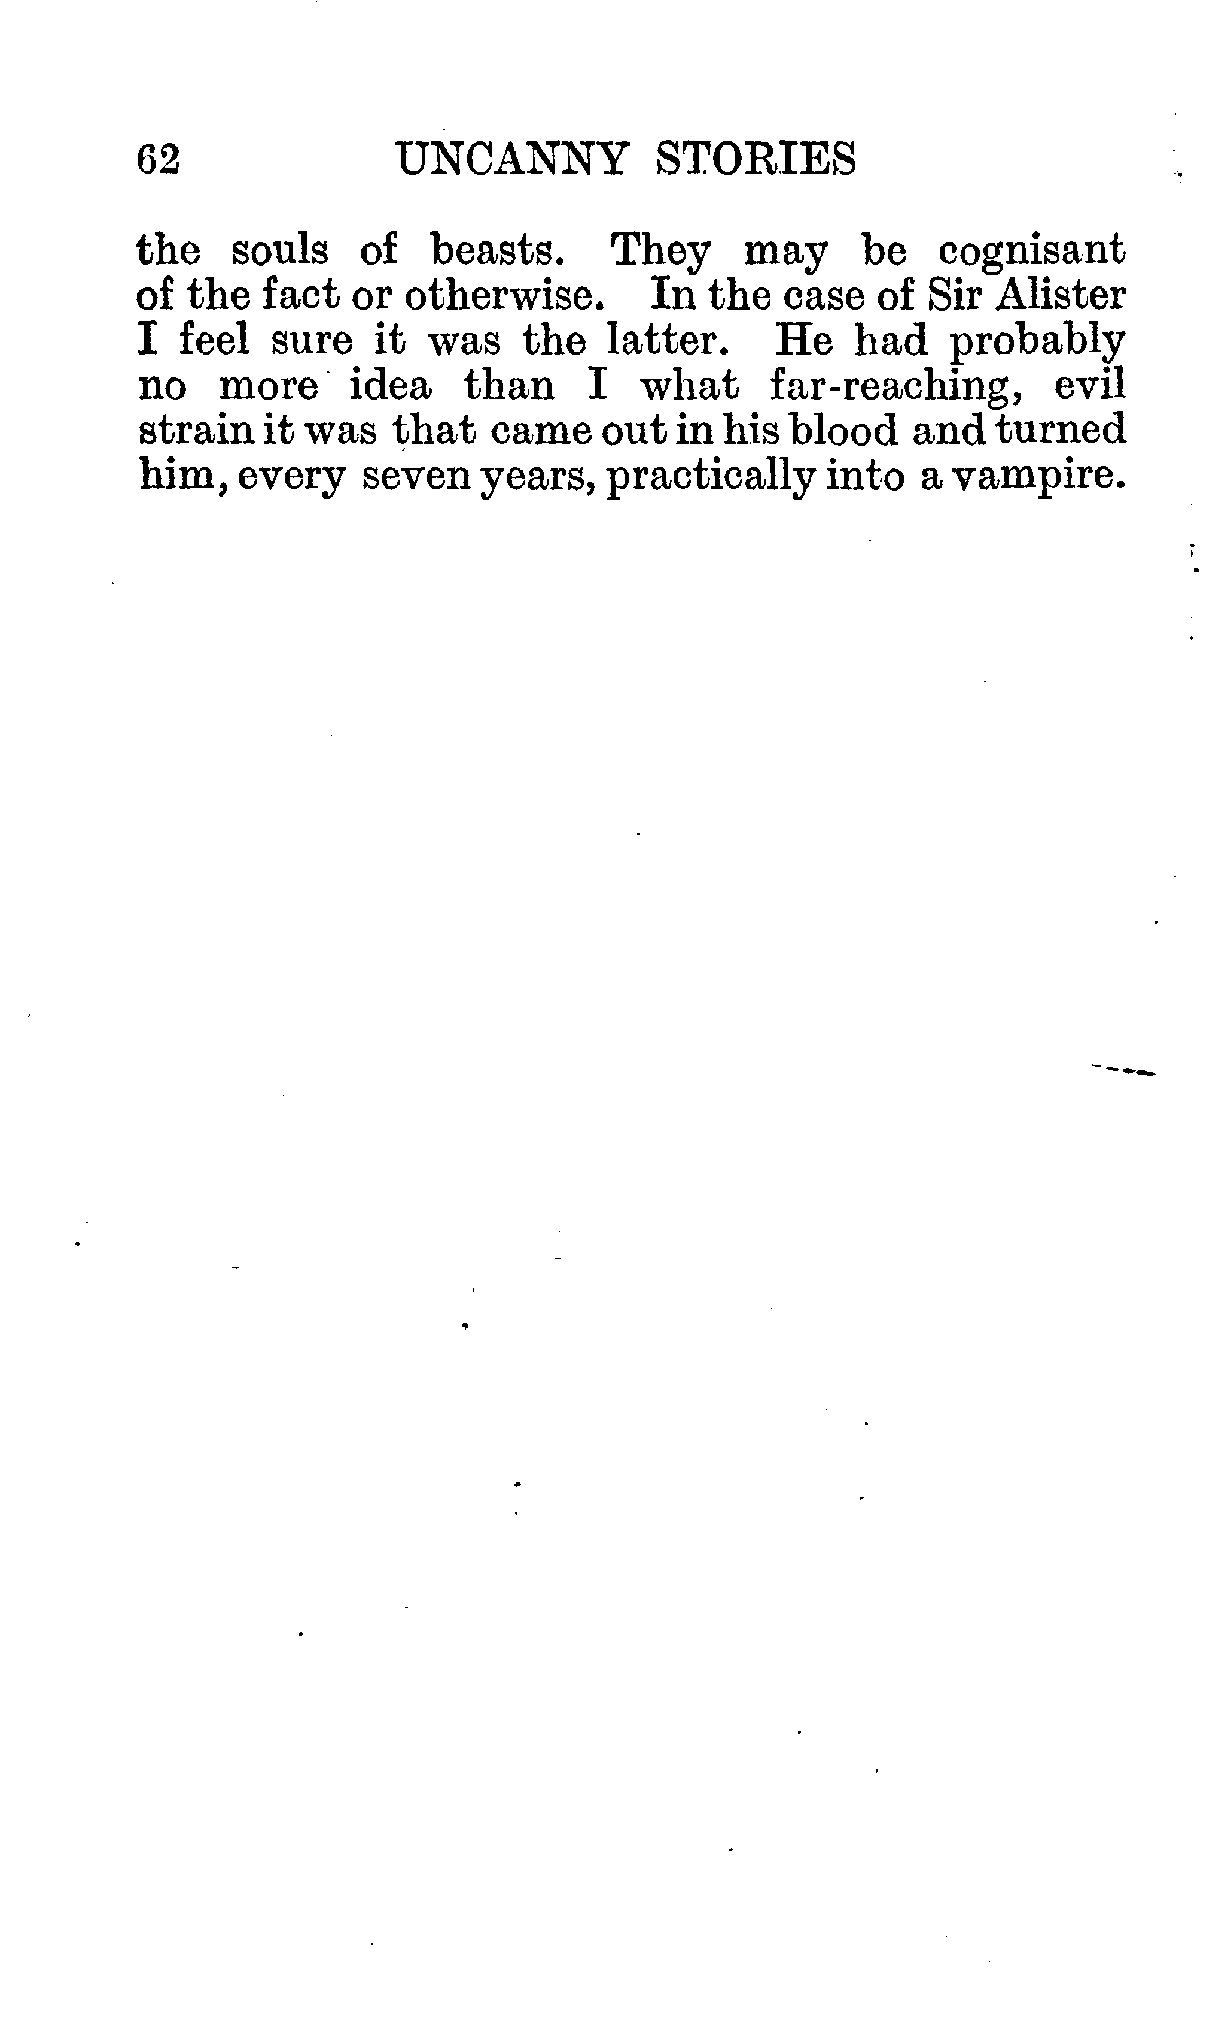 62 UNCANNY STORIES
the souls of beasts. They may be cognisant
of the fact or otherwise. In the case of Sir Alister
I feel sure it was the latter. He had probably
no more idea than I what far-reaching, evil
strain it was that came out in his blood and turned
him, every seven years, practically into a vampire.